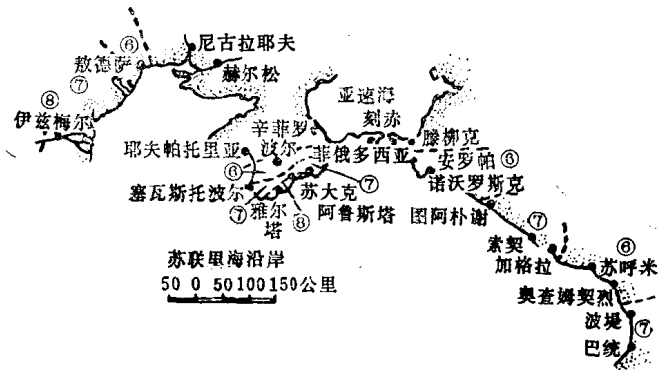 尼古拉耶夫
⑥
敖德萨
⑦
赫尔松
⑧
伊兹梅尔
亚速海
刻赤
辛菲罗
波尔
滕柳克
耶夫帕托里亚
菲俄多西亚
安罗帕
⑥
⑥
诺沃罗斯克
塞瓦斯托波尔
苏大克
⑦
⑦
雅尔
塔
⑧
阿鲁斯塔
图阿朴谢
⑦
索契
加格拉
⑥
苏呼米
苏联里海沿岸
50 0 50 100 150公里
奥查姆契烈
波堤
⑦
巴统